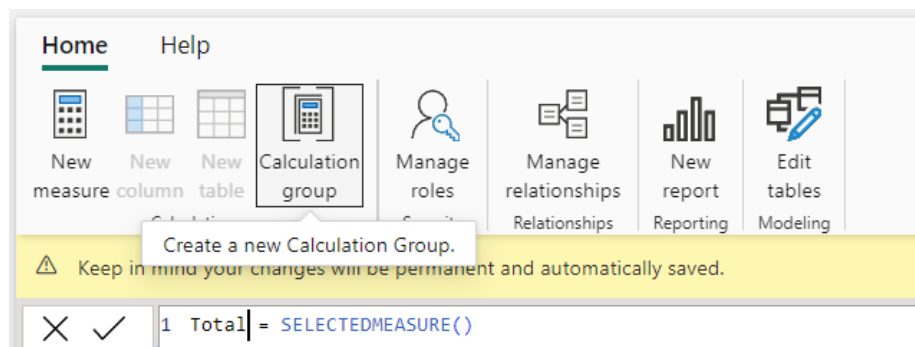 Home Help
New measure
New column
New table
Calculation group
Manage roles
Manage relationships
New report
Edit tables
Relationships
Reporting
Modeling
Create a new Calculation Group.
Keep in mind your changes will be permanent and automatically saved.
1 Total = SELECTEDMEASURE()